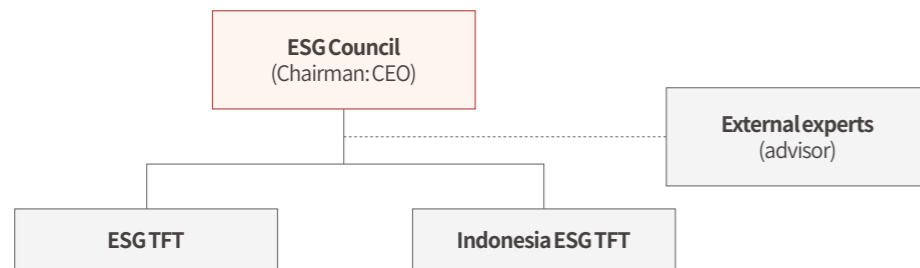 ESG Council
(Chairman: CEO)
External experts
(advisor)
ESG TFT
Indonesia ESG TFT